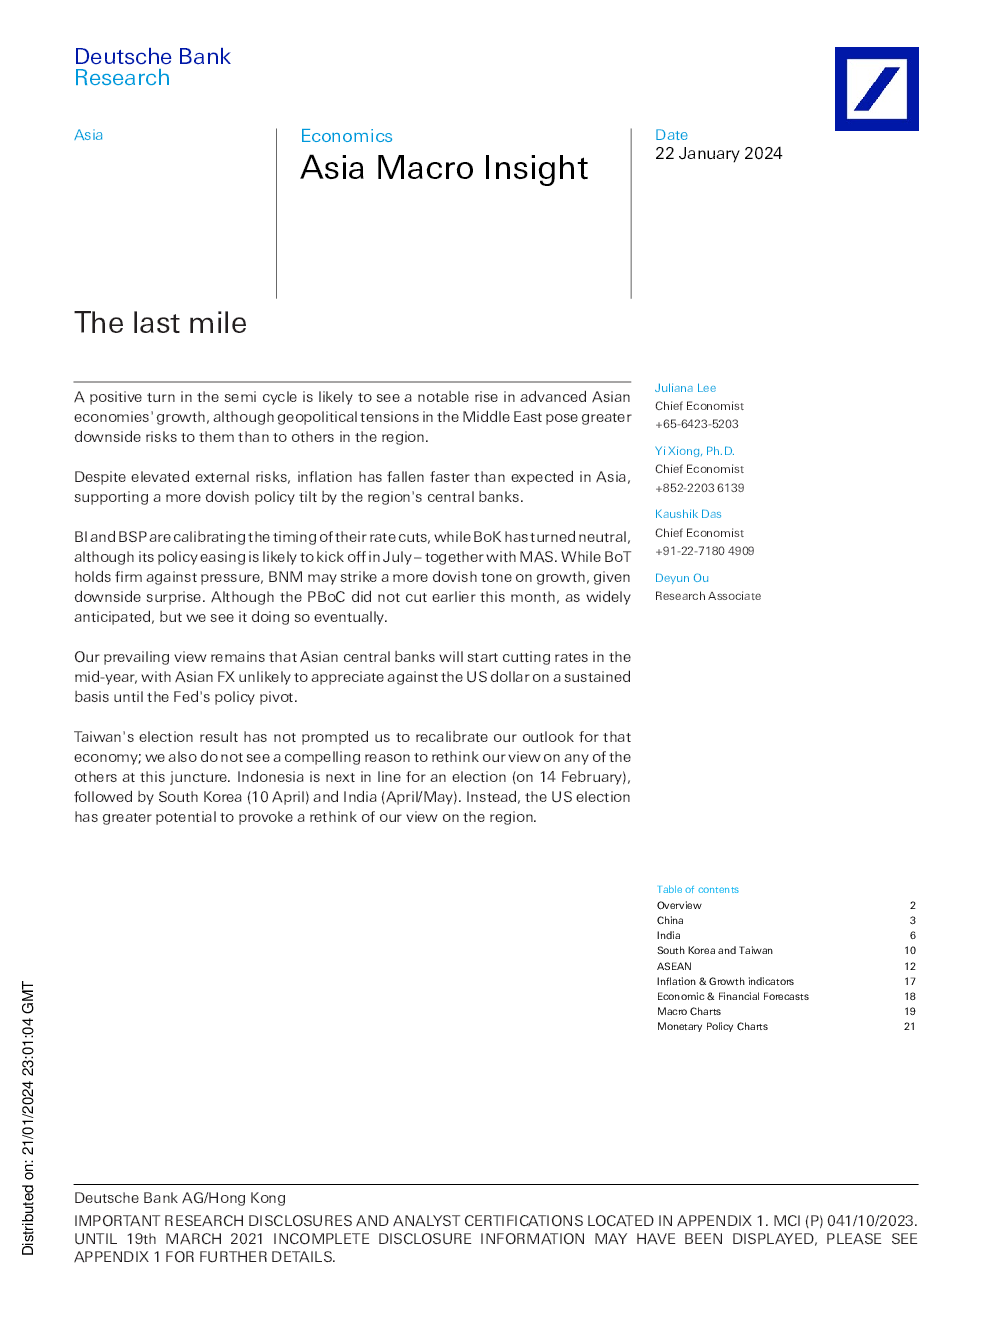 Deutsche Bank
Research
Asia
Economics
Asia Macro Insight
Date
22 January 2024
The last mile
A positive turn in the semi cycle is likely to see a notable rise in advanced Asian
economies' growth, although geopolitical tensions in the Middle East pose greater
downside risks to them than to others in the region.
Despite elevated external risks, inflation has fallen faster than expected in Asia,
supporting a more dovish policy tilt by the region's central banks.
BI and BSP are calibrating the timing of their rate cuts, while BoK has turned neutral,
although its policy easing is likely to kick off in July – together with MAS. While BoT
holds firm against pressure, BNM may strike a more dovish tone on growth, given
downside surprise. Although the PBoC did not cut earlier this month, as widely
anticipated, but we see it doing so eventually.
Our prevailing view remains that Asian central banks will start cutting rates in the
mid-year, with Asian FX unlikely to appreciate against the US dollar on a sustained
basis until the Fed's policy pivot.
Taiwan's election result has not prompted us to recalibrate our outlook for that
economy; we also do not see a compelling reason to rethink our view on any of the
others at this juncture. Indonesia is next in line for an election (on 14 February),
followed by South Korea (10 April) and India (April/May). Instead, the US election
has greater potential to provoke a rethink of our view on the region.
Juliana Lee
Chief Economist
+65-6423-5203
Yi Xiong, Ph.D.
Chief Economist
+852-2203 6139
Kaushik Das
Chief Economist
+91-22-7180 4909
Deyun Ou
Research Associate
Table of contents
Overview 2
China 3
India 6
South Korea and Taiwan 10
ASEAN 12
Inflation & Growth indicators 17
Economic & Financial Forecasts 18
Macro Charts 19
Monetary Policy Charts 21
Distributed on: 21/01/2024 23:01:04 GMT
Deutsche Bank AG/Hong Kong
IMPORTANT RESEARCH DISCLOSURES AND ANALYST CERTIFICATIONS LOCATED IN APPENDIX 1. MCI (P) 041/10/2023.
UNTIL 19th MARCH 2021 INCOMPLETE DISCLOSURE INFORMATION MAY HAVE BEEN DISPLAYED, PLEASE SEE
APPENDIX 1 FOR FURTHER DETAILS.